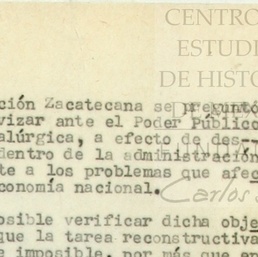 CENTRO
ESTUDI
DE HISTO
ción Zacatecana se preguntó
vizar ante el Poder Público
alúrgica, a efecto de des-
dentro de la administración
te a los problemas que afec
conomía nacional.
Carlos
osible verificar dicha obje
que la tarea reconstructiva
e imposible, por más que en